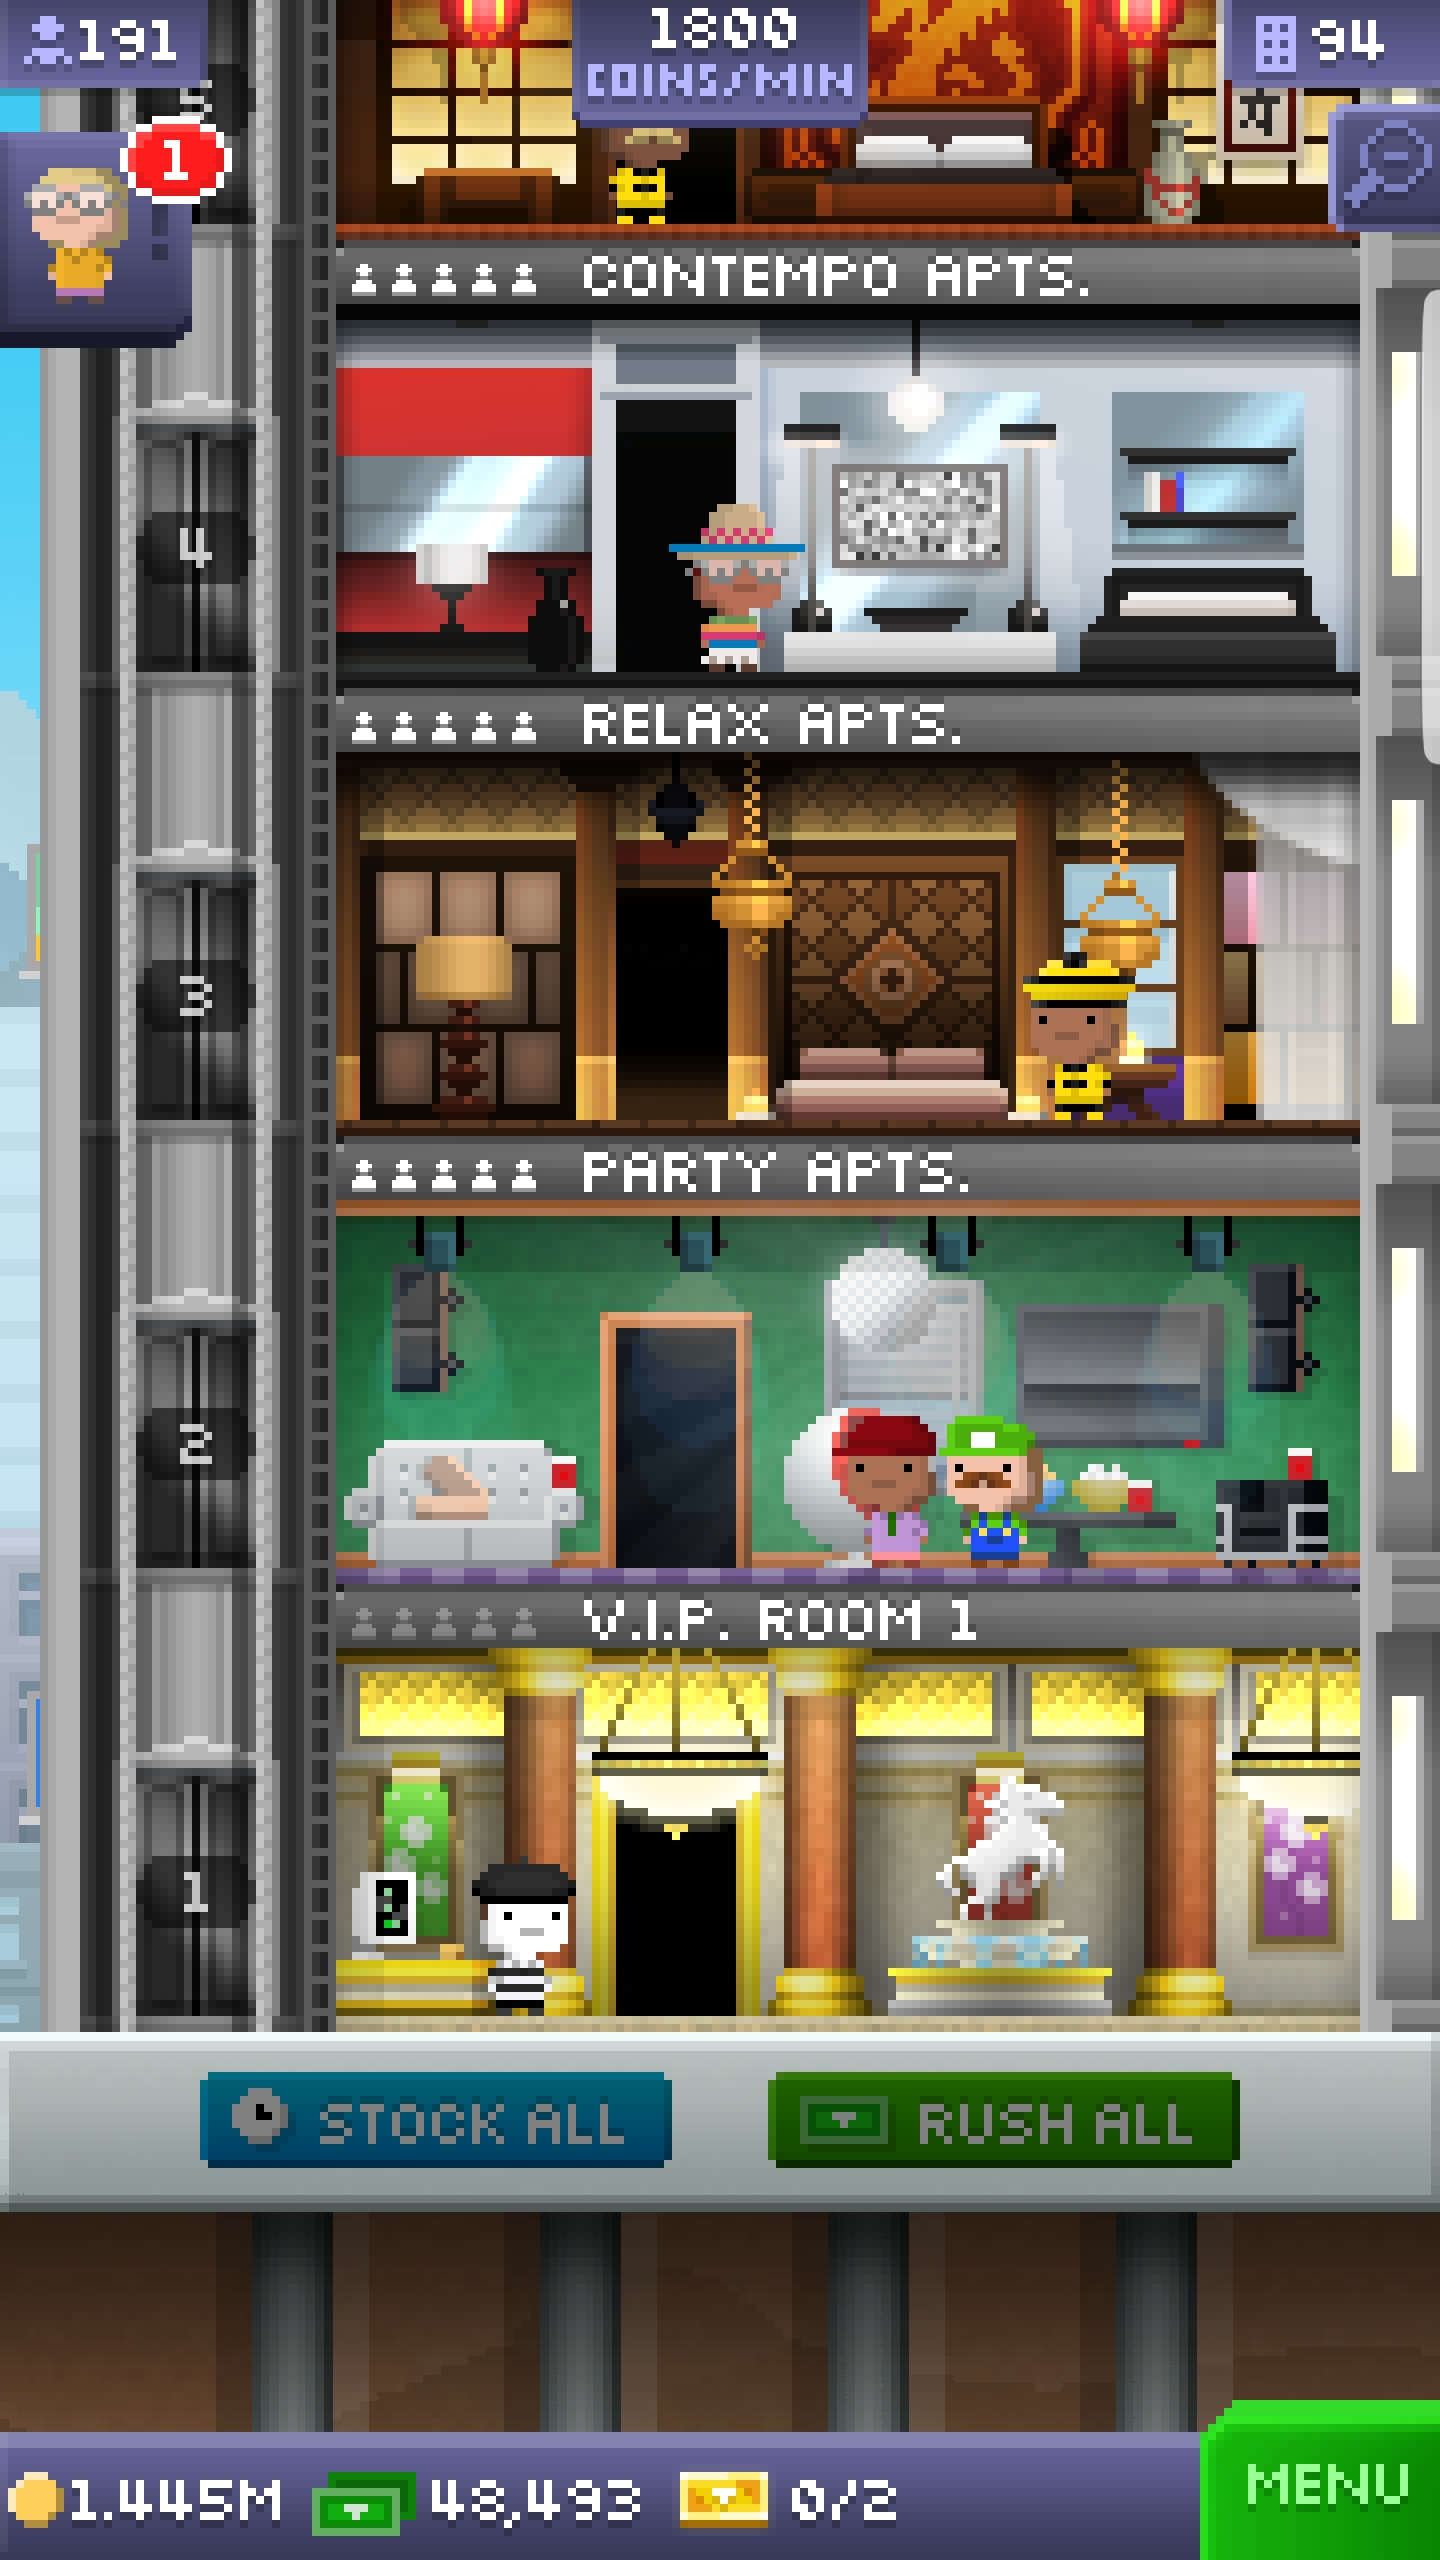 191
1800
COINS/MIN
94
5
1
CONTEMPO APTS.
4
RELAX APTS.
3
PARTY APTS.
2
V.I.P. ROOM 1
1
STOCK ALL
RUSH ALL
1.445M
48,493
0/2
MENU